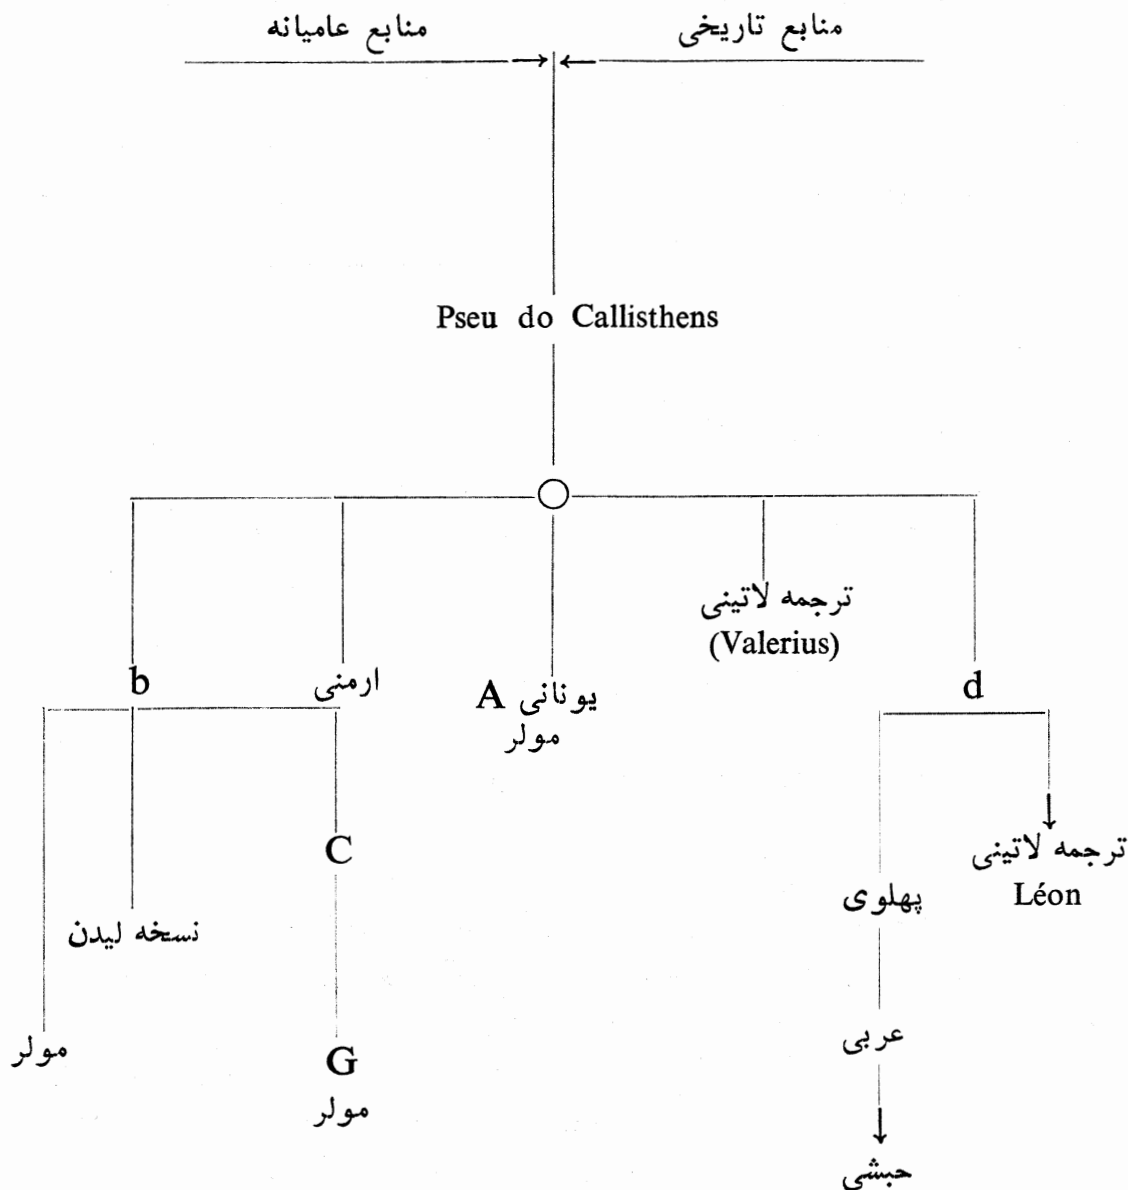 منابع تاریخی
منابع عامیانه
Pseu do Callisthens
ترجمه لاتینی
(Valerius)
d
یونانی A
مولر
ارمنی
b
ترجمه لاتینی
Léon
پهلوی
عربی
حبشی
C
G
مولر
نسخه لیدن
مولر